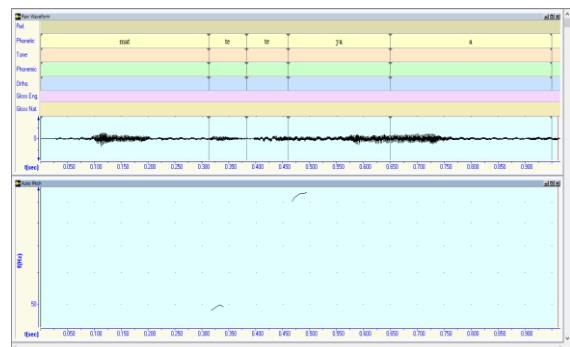 Raw Waveform
Ref.
Phonetic mat te te ya a
Tone
Phonemic
Ortho.
Gloss Eng.
Gloss Nat.
0
t(sec) 0.050 0.100 0.150 0.200 0.250 0.300 0.350 0.400 0.450 0.500 0.550 0.600 0.650 0.700 0.750 0.800 0.850 0.900
Auto Pitch
f(Hz)
50
t(sec) 0.050 0.100 0.150 0.200 0.250 0.300 0.350 0.400 0.450 0.500 0.550 0.600 0.650 0.700 0.750 0.800 0.850 0.900